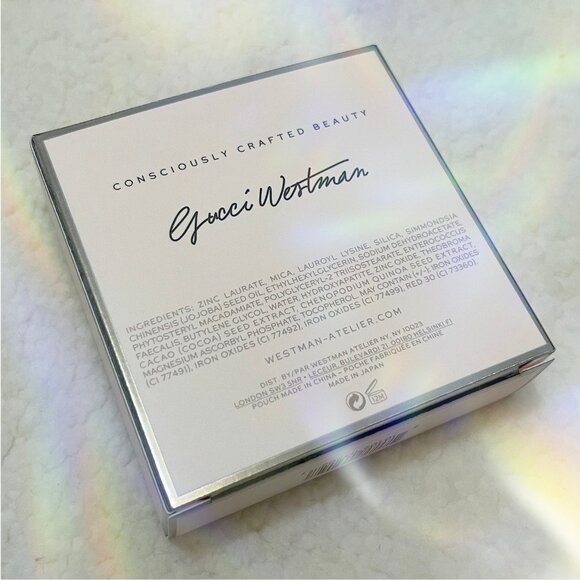 CONSCIOUSLY CRAFTED BEAUTY
Gucci Westman
INGREDIENTS: ZINC LAURATE, MICA, LAUROYL LYSINE, SILICA, SIMMONDSIA
CHINENSIS (JOJOBA) SEED OIL, ETHYLHEXYLGLYCERIN, SODIUM DEHYDROACETATE,
PHYTOSTERYL MACADAMIATE, POLYGLYCERYL-2 TRIISOSTEARATE, ENTEROCOCCUS
FAECALIS, BUTYLENE GLYCOL, WATER, HYDROXYAPATITE, ZINC OXIDE, THEOBROMA
CACAO (COCOA) SEED EXTRACT, CHENOPODIUM QUINOA SEED EXTRACT,
MAGNESIUM ASCORBYL PHOSPHATE, TOCOPHEROL. MAY CONTAIN (+/-), IRON OXIDES
(CI 77491), IRON OXIDES (CI 77492), IRON OXIDES (CI 77499), RED 30 (CI 73360).
WESTMAN-ATELIER.COM
DIST. BY/PAR WESTMAN ATELIER NY, NY 10025
LONDON SW3 5NR • LECEUR, BULEVARDI 21, 00180 HELSINKI FI
POUCH MADE IN CHINA - POCHE FABRIQUÉE EN CHINE
MADE IN JAPAN
12M